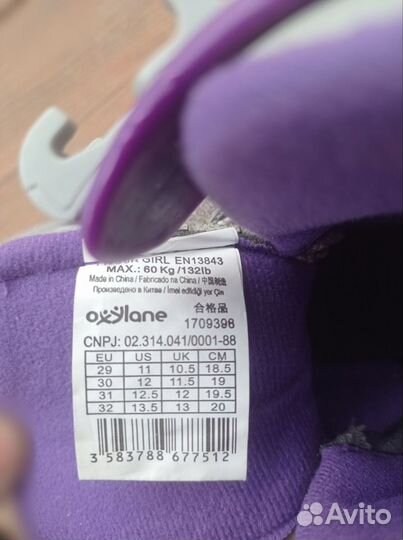 GIRL EN13843
MAX.: 60 Kg /132lb
Made in China / Fabricado na China / 中国制造
Произведено в Китае / Imei edfidiği yer Çin
oxylane 合格品
1709396
CNPJ: 02.314.041/0001-88
EU US UK CM
29 11 10.5 18.5
30 12 11.5 19
31 12.5 12 19.5
32 13.5 13 20
3 583788 677512
Avito